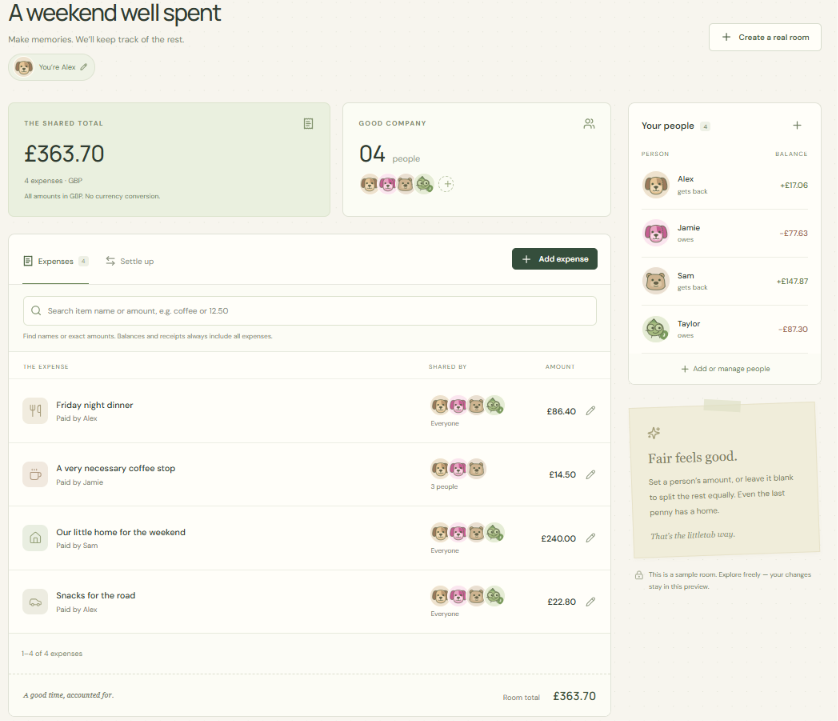 A weekend well spent
Make memories. We'll keep track of the rest.
You're Alex
Create a real room
THE SHARED TOTAL
£363.70
4 expenses · GBP
All amounts in GBP. No currency conversion.
GOOD COMPANY
04 people
Your people 4
PERSON BALANCE
Alex
gets back
+£17.06
Jamie
owes
-£77.63
Sam
gets back
+£147.87
Taylor
owes
-£87.30
Add or manage people
Expenses 4
Settle up
Add expense
Search item name or amount, e.g. coffee or 12.50
Find names or exact amounts. Balances and receipts always include all expenses.
THE EXPENSE SHARED BY AMOUNT
Friday night dinner
Paid by Alex
Everyone
£86.40
A very necessary coffee stop
Paid by Jamie
3 people
£14.50
Our little home for the weekend
Paid by Sam
Everyone
£240.00
Snacks for the road
Paid by Alex
Everyone
£22.80
1–4 of 4 expenses
A good time, accounted for.
Room total £363.70
Fair feels good.
Set a person's amount, or leave it blank
to split the rest equally. Even the last
penny has a home.
That's the littletab way.
This is a sample room. Explore freely — your changes
stay in this preview.